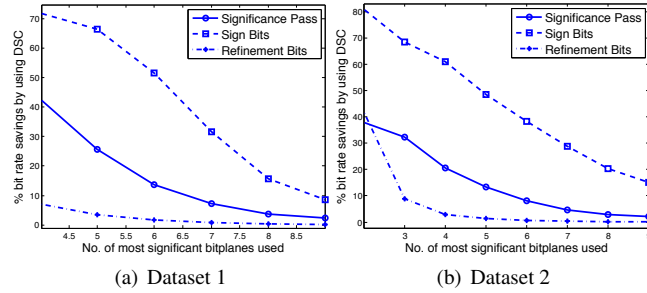 % bit rate savings by using DSC
70
60
50
40
30
20
10
0
Significance Pass
Sign Bits
Refinement Bits
4.5 5 5.5 6 6.5 7 7.5 8 8.5
No. of most significant bitplanes used
(a) Dataset 1
% bit rate savings by using DSC
80
70
60
50
40
30
20
10
0
Significance Pass
Sign Bits
Refinement Bits
3 4 5 6 7 8
No. of most significant bitplanes used
(b) Dataset 2